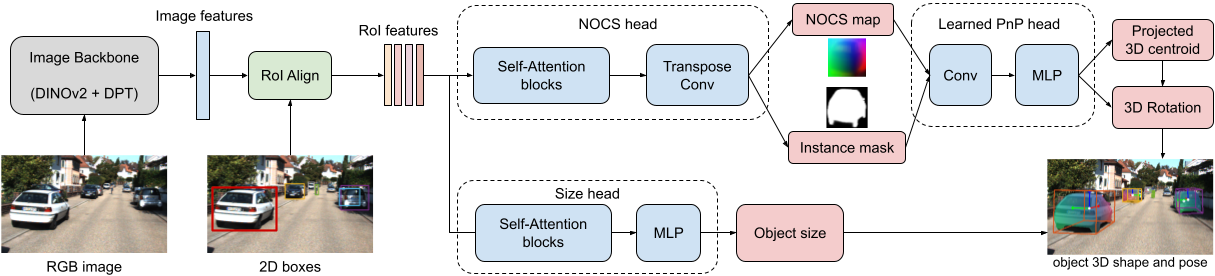 Image features
Image Backbone
(DINOv2 + DPT)
RoI Align
RoI features
NOCS head
Self-Attention
blocks
Transpose
Conv
NOCS map
Instance mask
Learned PnP head
Conv
MLP
Projected
3D centroid
3D Rotation
Size head
Self-Attention
blocks
MLP
Object size
RGB image
2D boxes
object 3D shape and pose